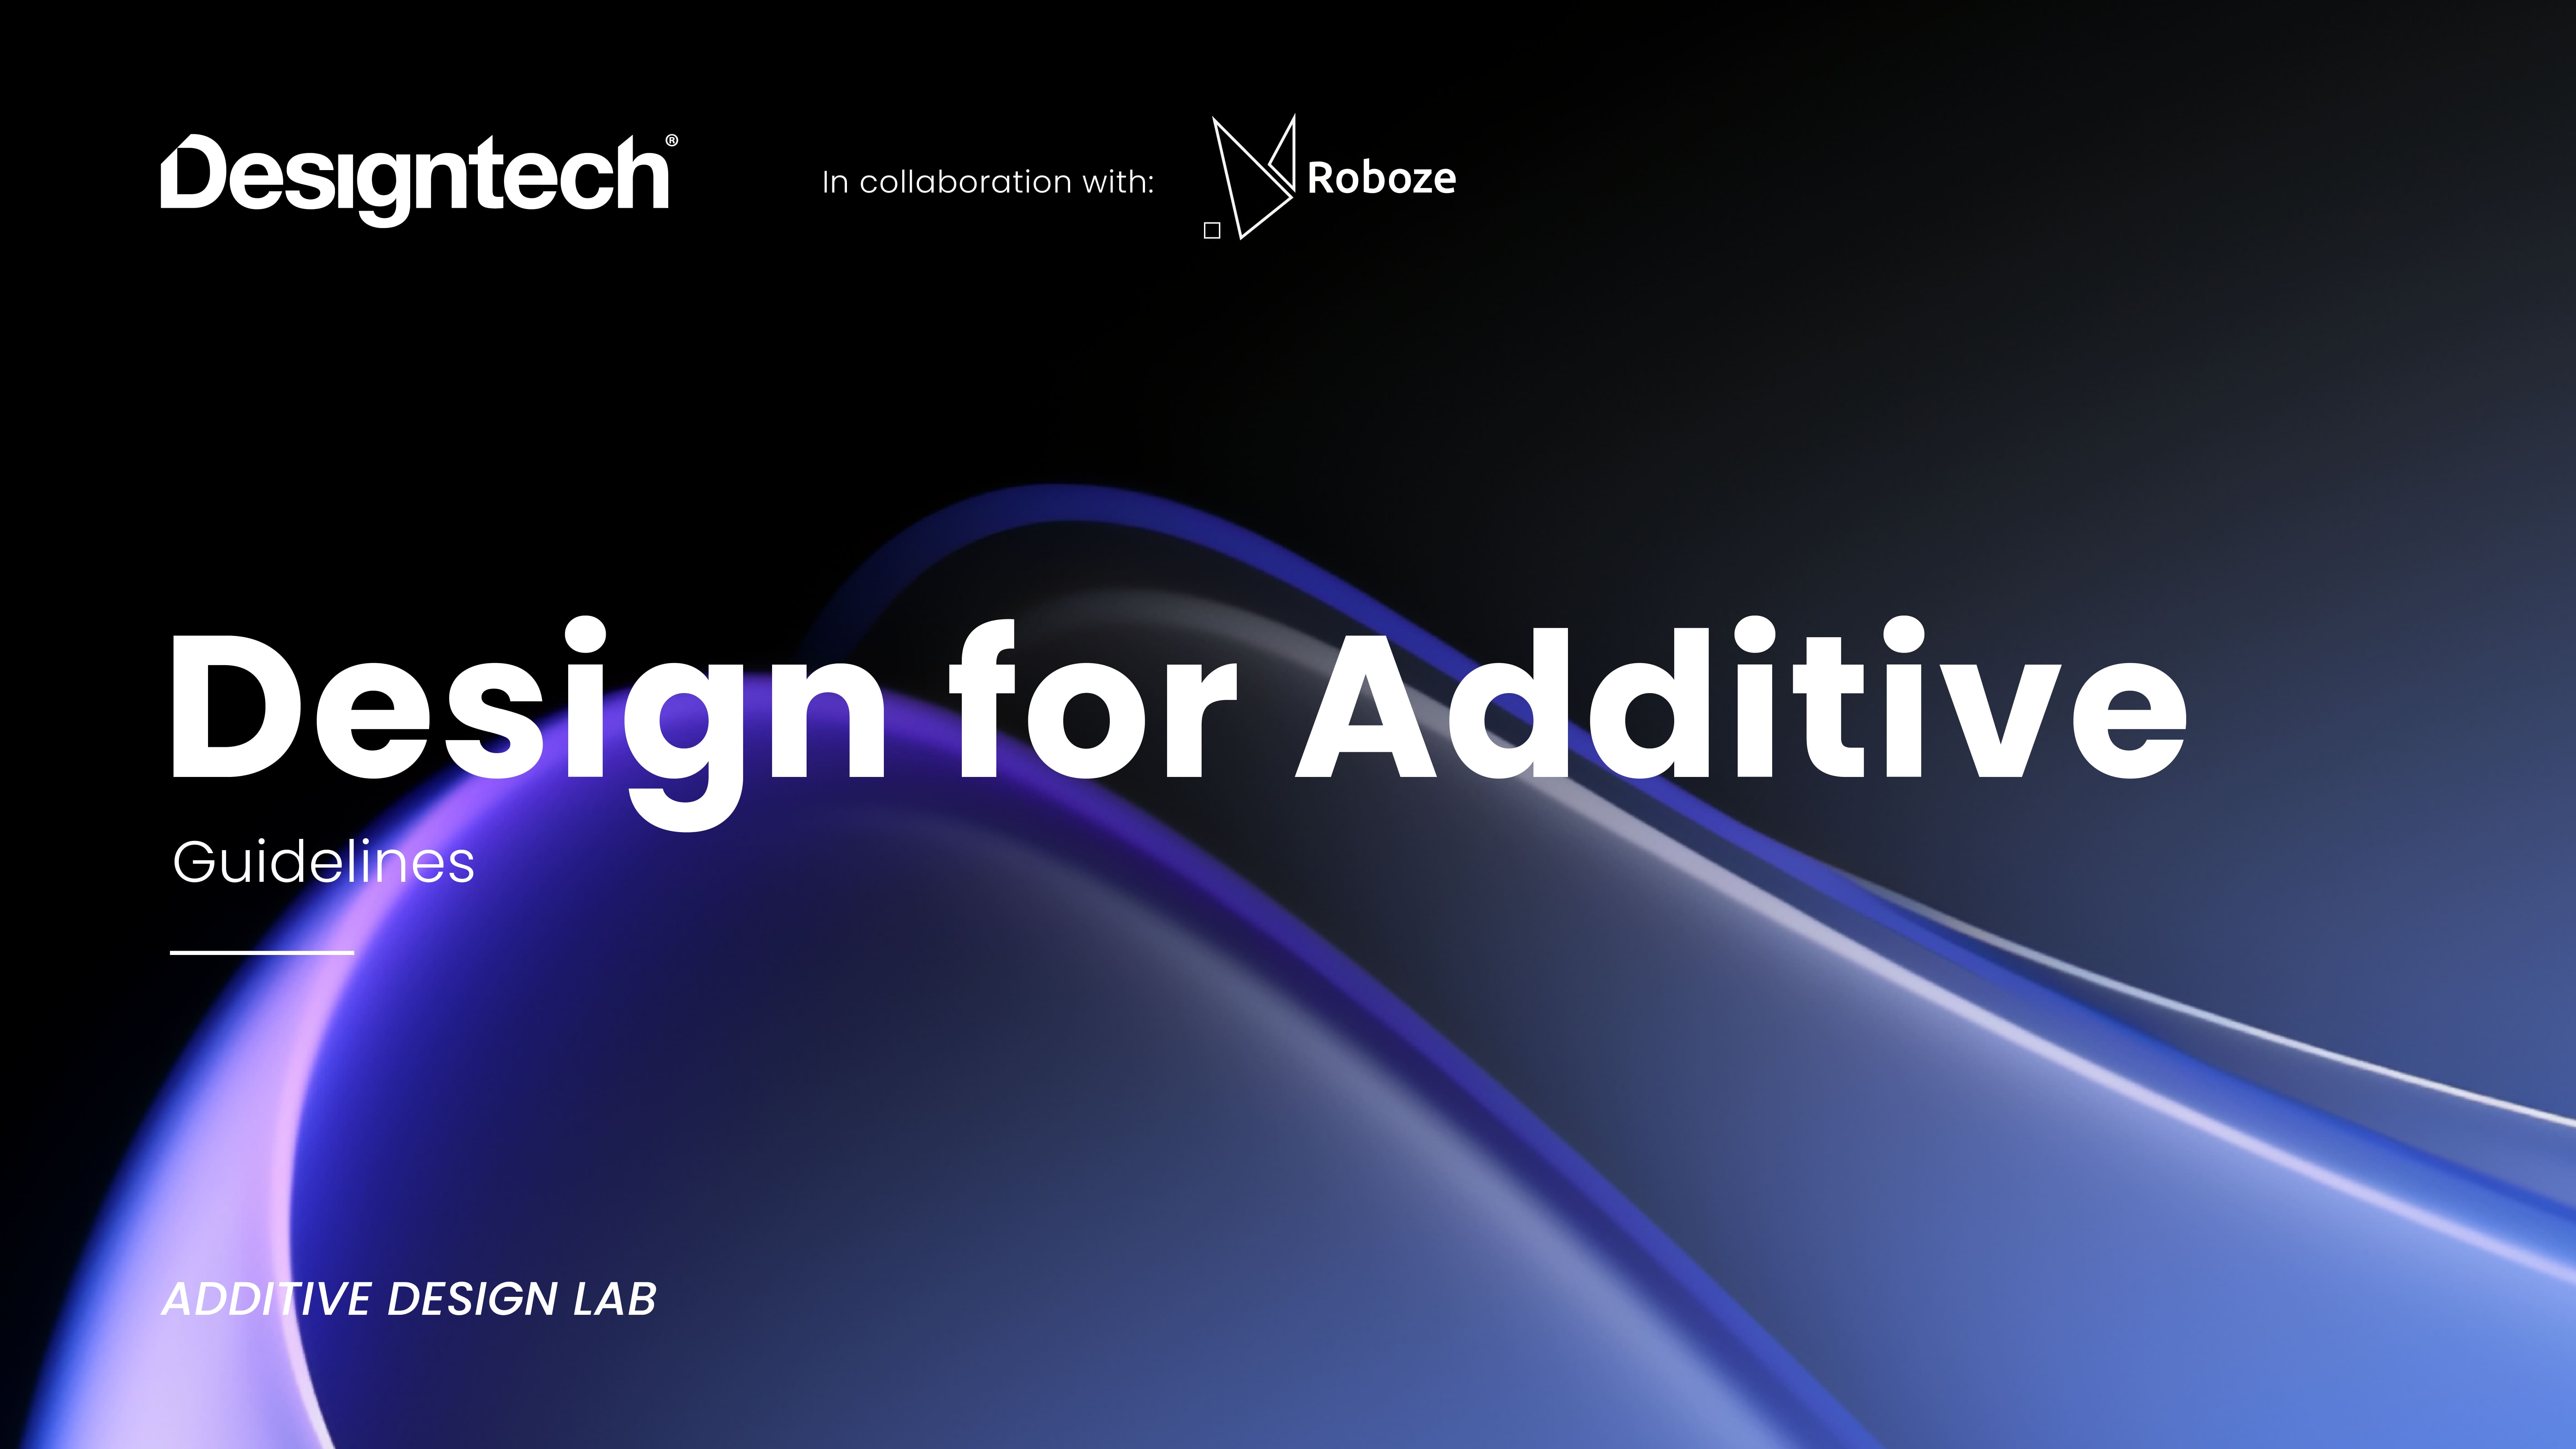 Designtech®
In collaboration with:
Roboze
Design for Additive
Guidelines
ADDITIVE DESIGN LAB